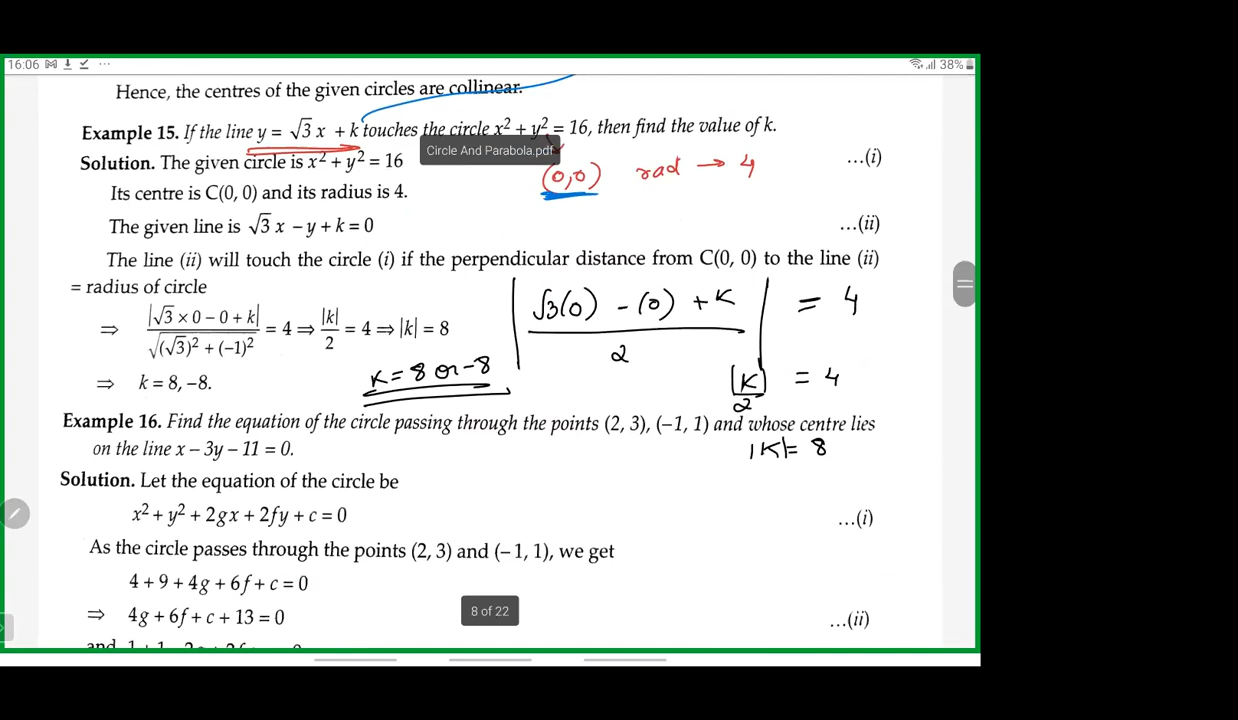 16:06 ... 38%
Hence, the centres of the given circles are collinear.
Example 15. If the line y = √3 x + k touches the circle x² + y² = 16, then find the value of k.
Circle And Parabola.pdf
Solution. The given circle is x² + y² = 16 ...(i)
(0,0) rad → 4
Its centre is C(0, 0) and its radius is 4.
The given line is √3 x − y + k = 0 ...(ii)
The line (ii) will touch the circle (i) if the perpendicular distance from C(0, 0) to the line (ii)
= radius of circle
|√3(0) - (0) + K / 2| = 4
⇒ |√3 × 0 − 0 + k| / √(√3)² + (−1)² = 4 ⇒ |k|/2 = 4 ⇒ |k| = 8
⇒ k = 8, −8.
K = 8 or -8
|K|/2 = 4
Example 16. Find the equation of the circle passing through the points (2, 3), (−1, 1) and whose centre lies
on the line x − 3y − 11 = 0.
|K| = 8
Solution. Let the equation of the circle be
x² + y² + 2gx + 2fy + c = 0 ...(i)
As the circle passes through the points (2, 3) and (−1, 1), we get
4 + 9 + 4g + 6f + c = 0
⇒ 4g + 6f + c + 13 = 0 ...(ii)
8 of 22
and